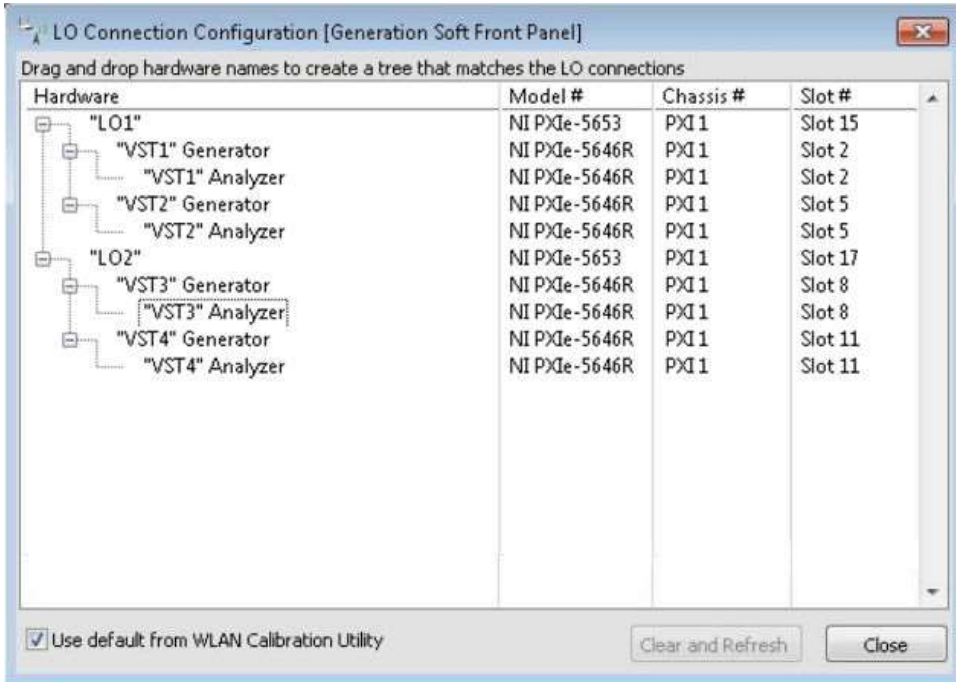 LO Connection Configuration [Generation Soft Front Panel]
Drag and drop hardware names to create a tree that matches the LO connections
Hardware Model # Chassis # Slot #
"LO1" NI PXIe-5653 PXI 1 Slot 15
"VST1" Generator NI PXIe-5646R PXI 1 Slot 2
"VST1" Analyzer NI PXIe-5646R PXI 1 Slot 2
"VST2" Generator NI PXIe-5646R PXI 1 Slot 5
"VST2" Analyzer NI PXIe-5646R PXI 1 Slot 5
"LO2" NI PXIe-5653 PXI 1 Slot 17
"VST3" Generator NI PXIe-5646R PXI 1 Slot 8
"VST3" Analyzer NI PXIe-5646R PXI 1 Slot 8
"VST4" Generator NI PXIe-5646R PXI 1 Slot 11
"VST4" Analyzer NI PXIe-5646R PXI 1 Slot 11
Use default from WLAN Calibration Utility Clear and Refresh Close